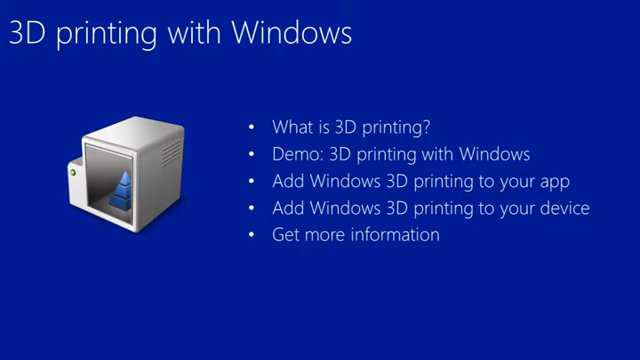 3D printing with Windows
• What is 3D printing?
• Demo: 3D printing with Windows
• Add Windows 3D printing to your app
• Add Windows 3D printing to your device
• Get more information